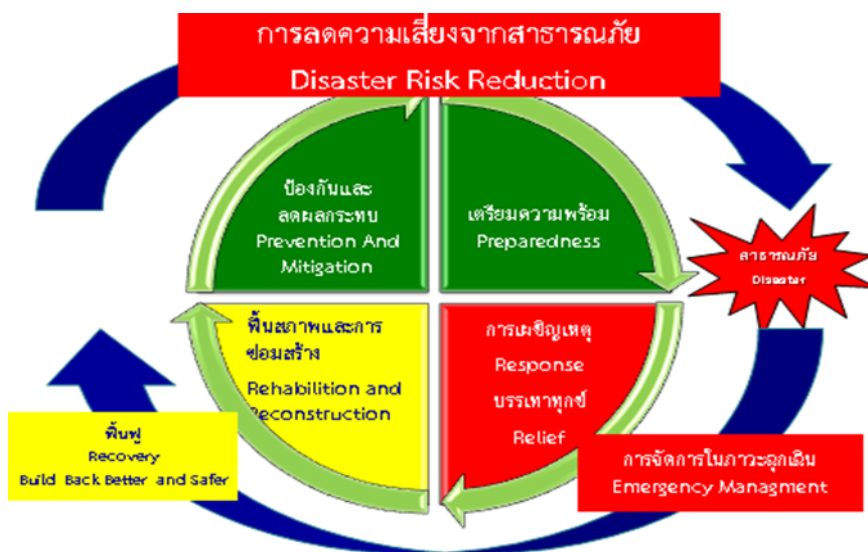 การลดความเสี่ยงจากสาธารณภัย
Disaster Risk Reduction
ป้องกันและ
ลดผลกระทบ
Prevention And
Mitigation
เตรียมความพร้อม
Preparedness
สาธารณภัย
Disaster
ฟื้นสภาพและการ
ซ่อมสร้าง
Rehabilition and
Reconstruction
การเผชิญเหตุ
Response
บรรเทาทุกข์
Relief
ฟื้นฟู
Recovery
Build Back Better and Safer
การจัดการในภาวะฉุกเฉิน
Emergency Managment